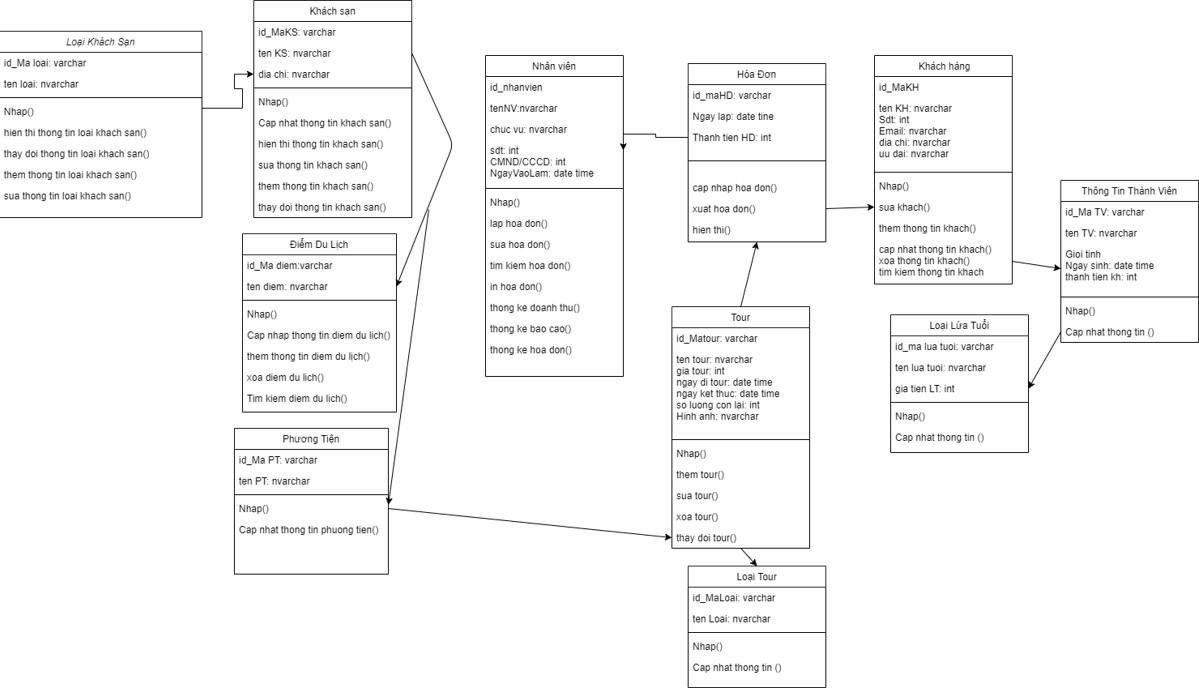 Loại Khách Sạn
id_Ma loai: varchar
ten loai: nvarchar
Nhap()
hien thi thong tin loai khach san()
thay doi thong tin loai khach san()
them thong tin loai khach san()
sua thong tin loai khach san()
Khách sạn
id_MaKS: varchar
ten KS: nvarchar
dia chi: nvarchar
Nhap()
Cap nhat thong tin khach san()
hien thi thong tin khach san()
sua thong tin khach san()
them thong tin khach san()
thay doi thong tin khach san()
Điểm Du Lịch
id_Ma diem:varchar
ten diem: nvarchar
Nhap()
Cap nhap thong tin diem du lich()
them thong tin diem du lich()
xoa diem du lich()
Tim kiem diem du lich()
Phương Tiện
id_Ma PT: varchar
ten PT: nvarchar
Nhap()
Cap nhat thong tin phuong tien()
Nhân viên
id_nhanvien
tenNV:nvarchar
chuc vu: nvarchar
sdt: int
CMND/CCCD: int
NgayVaoLam: date time
Nhap()
lap hoa don()
sua hoa don()
tim kiem hoa don()
in hoa don()
thong ke doanh thu()
thong ke bao cao()
thong ke hoa don()
Hòa Đơn
id_maHD: varchar
Ngay lap: date tine
Thanh tien HD: int
cap nhap hoa don()
xuat hoa don()
hien thi()
Tour
id_Matour: varchar
ten tour: nvarchar
gia tour: int
ngay di tour: date time
ngay ket thuc: date time
so luong con lai: int
Hinh anh: nvarchar
Nhap()
them tour()
sua tour()
xoa tour()
thay doi tour()
Loại Tour
id_MaLoai: varchar
ten Loai: nvarchar
Nhap()
Cap nhat thong tin ()
Khách hàng
id_MaKH
ten KH: nvarchar
Sdt: int
Email: nvarchar
dia chi: nvarchar
uu dai: nvarchar
Nhap()
sua khach()
them thong tin khach()
cap nhat thong tin khach()
xoa thong tin khach()
tim kiem thong tin khach
Thông Tin Thành Viên
id_Ma TV: varchar
ten TV: nvarchar
Gioi tinh
Ngay sinh: date time
thanh tien kh: int
Nhap()
Cap nhat thong tin ()
Loại Lứa Tuổi
id_ma lua tuoi: varchar
ten lua tuoi: nvarchar
gia tien LT: int
Nhap()
Cap nhat thong tin ()